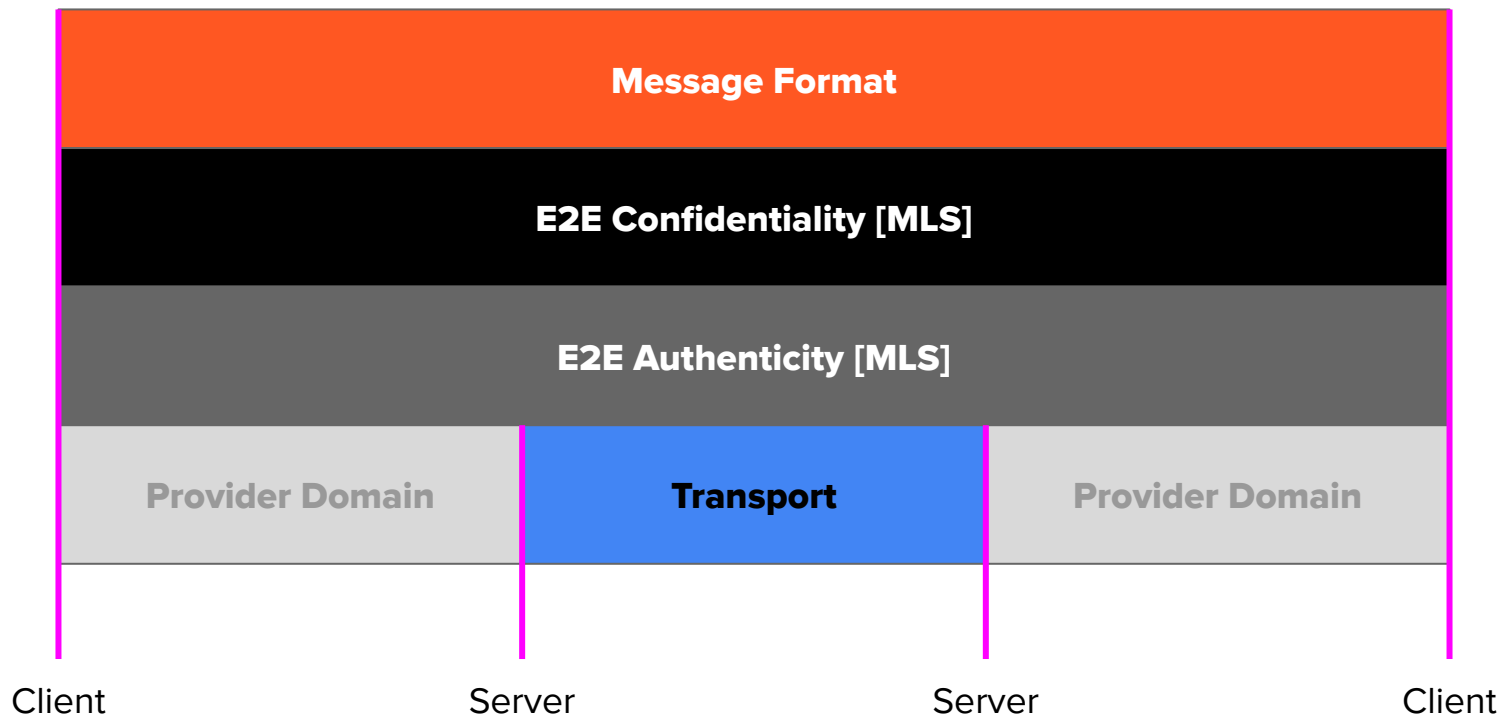 Message Format
E2E Confidentiality [MLS]
E2E Authenticity [MLS]
Provider Domain
Transport
Provider Domain
Client
Server
Server
Client